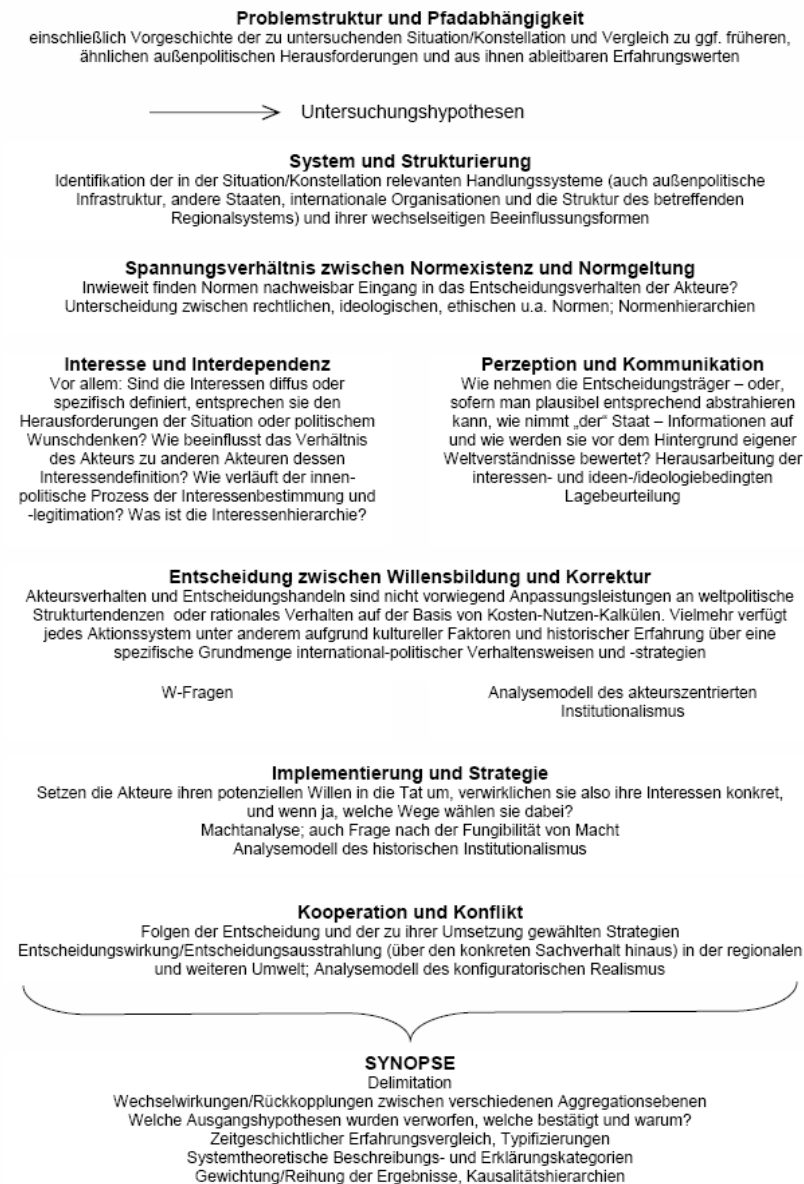 Problemstruktur und Pfadabhängigkeit
einschließlich Vorgeschichte der zu untersuchenden Situation/Konstellation und Vergleich zu ggf. früheren,
ähnlichen außenpolitischen Herausforderungen und aus ihnen ableitbaren Erfahrungswerten
Untersuchungshypothesen
System und Strukturierung
Identifikation der in der Situation/Konstellation relevanten Handlungssysteme (auch außenpolitische
Infrastruktur, andere Staaten, internationale Organisationen und die Struktur des betreffenden
Regionalsystems) und ihrer wechselseitigen Beeinflussungsformen
Spannungsverhältnis zwischen Normexistenz und Normgeltung
Inwieweit finden Normen nachweisbar Eingang in das Entscheidungsverhalten der Akteure?
Unterscheidung zwischen rechtlichen, ideologischen, ethischen u.a. Normen; Normenhierarchien
Interesse und Interdependenz
Vor allem: Sind die Interessen diffus oder
spezifisch definiert, entsprechen sie den
Herausforderungen der Situation oder politischem
Wunschdenken? Wie beeinflusst das Verhältnis
des Akteurs zu anderen Akteuren dessen
Interessendefinition? Wie verläuft der innen-
politische Prozess der Interessenbestimmung und
-legitimation? Was ist die Interessenhierarchie?
Perzeption und Kommunikation
Wie nehmen die Entscheidungsträger – oder,
sofern man plausibel entsprechend abstrahieren
kann, wie nimmt „der“ Staat – Informationen auf
und wie werden sie vor dem Hintergrund eigener
Weltverständnisse bewertet? Herausarbeitung der
interessen- und ideen-/ideologiebedingten
Lagebeurteilung
Entscheidung zwischen Willensbildung und Korrektur
Akteursverhalten und Entscheidungshandeln sind nicht vorwiegend Anpassungsleistungen an weltpolitische
Strukturtendenzen oder rationales Verhalten auf der Basis von Kosten-Nutzen-Kalkülen. Vielmehr verfügt
jedes Aktionssystem unter anderem aufgrund kultureller Faktoren und historischer Erfahrung über eine
spezifische Grundmenge international-politischer Verhaltensweisen und -strategien
W-Fragen
Analysemodell des akteurszentrierten
Institutionalismus
Implementierung und Strategie
Setzen die Akteure ihren potenziellen Willen in die Tat um, verwirklichen sie also ihre Interessen konkret,
und wenn ja, welche Wege wählen sie dabei?
Machtanalyse; auch Frage nach der Fungibilität von Macht
Analysemodell des historischen Institutionalismus
Kooperation und Konflikt
Folgen der Entscheidung und der zu ihrer Umsetzung gewählten Strategien
Entscheidungswirkung/Entscheidungsausstrahlung (über den konkreten Sachverhalt hinaus) in der regionalen
und weiteren Umwelt; Analysemodell des konfiguratorischen Realismus
SYNOPSE
Delimitation
Wechselwirkungen/Rückkopplungen zwischen verschiedenen Aggregationsebenen
Welche Ausgangshypothesen wurden verworfen, welche bestätigt und warum?
Zeitgeschichtlicher Erfahrungsvergleich, Typifizierungen
Systemtheoretische Beschreibungs- und Erklärungskategorien
Gewichtung/Reihung der Ergebnisse, Kausalitätshierarchien